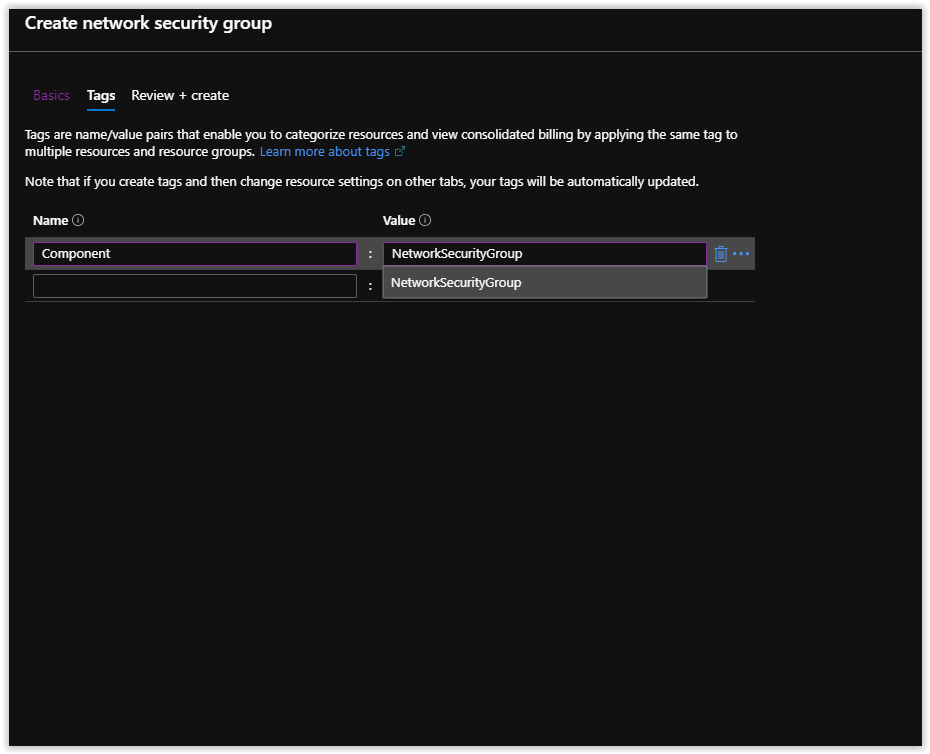 Create network security group
Basics Tags Review + create
Tags are name/value pairs that enable you to categorize resources and view consolidated billing by applying the same tag to
multiple resources and resource groups. Learn more about tags
Note that if you create tags and then change resource settings on other tabs, your tags will be automatically updated.
Name Value
Component : NetworkSecurityGroup
: NetworkSecurityGroup